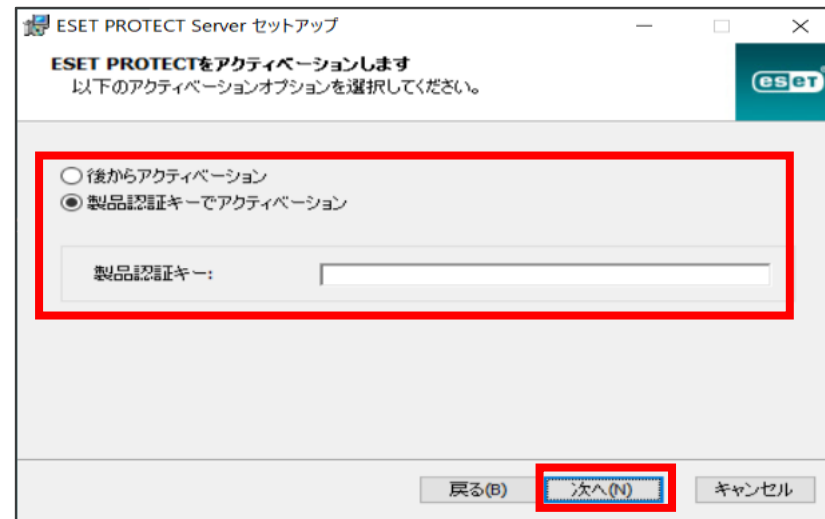 ESET PROTECT Server セットアップ
ESET PROTECTをアクティベーションします
以下のアクティベーションオプションを選択してください。
eset
後からアクティベーション
製品認証キーでアクティベーション
製品認証キー:
戻る(B)
次へ(N)
キャンセル